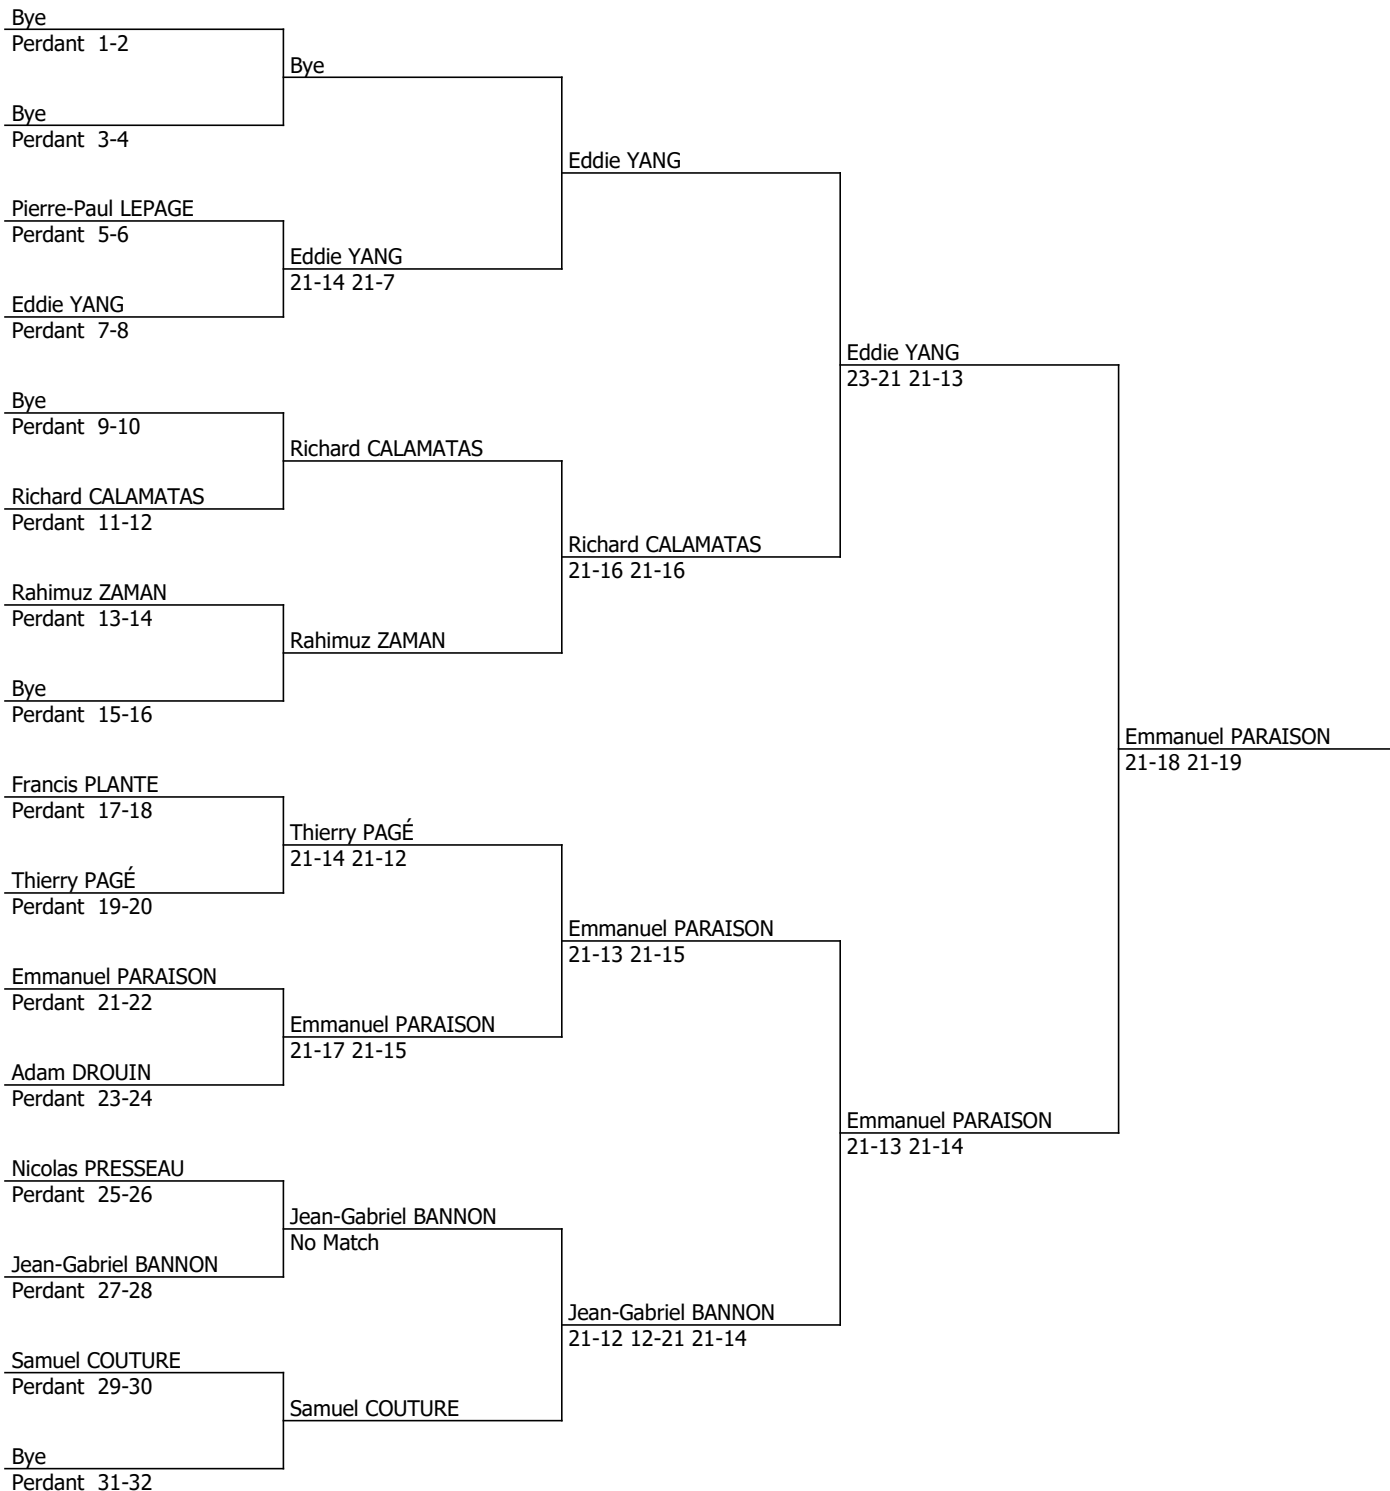 Bye
Perdant 1-2
Bye
Bye
Perdant 3-4
Eddie YANG
Pierre-Paul LEPAGE
Perdant 5-6
Eddie YANG
21-14 21-7
Eddie YANG
Perdant 7-8
Eddie YANG
23-21 21-13
Bye
Perdant 9-10
Richard CALAMATAS
Richard CALAMATAS
Perdant 11-12
Richard CALAMATAS
21-16 21-16
Rahimuz ZAMAN
Perdant 13-14
Rahimuz ZAMAN
Bye
Perdant 15-16
Emmanuel PARAISON
21-18 21-19
Francis PLANTE
Perdant 17-18
Thierry PAGÉ
21-14 21-12
Thierry PAGÉ
Perdant 19-20
Emmanuel PARAISON
21-13 21-15
Emmanuel PARAISON
Perdant 21-22
Emmanuel PARAISON
21-17 21-15
Adam DROUIN
Perdant 23-24
Emmanuel PARAISON
21-13 21-14
Nicolas PRESSEAU
Perdant 25-26
Jean-Gabriel BANNON
No Match
Jean-Gabriel BANNON
Perdant 27-28
Jean-Gabriel BANNON
21-12 12-21 21-14
Samuel COUTURE
Perdant 29-30
Samuel COUTURE
Bye
Perdant 31-32